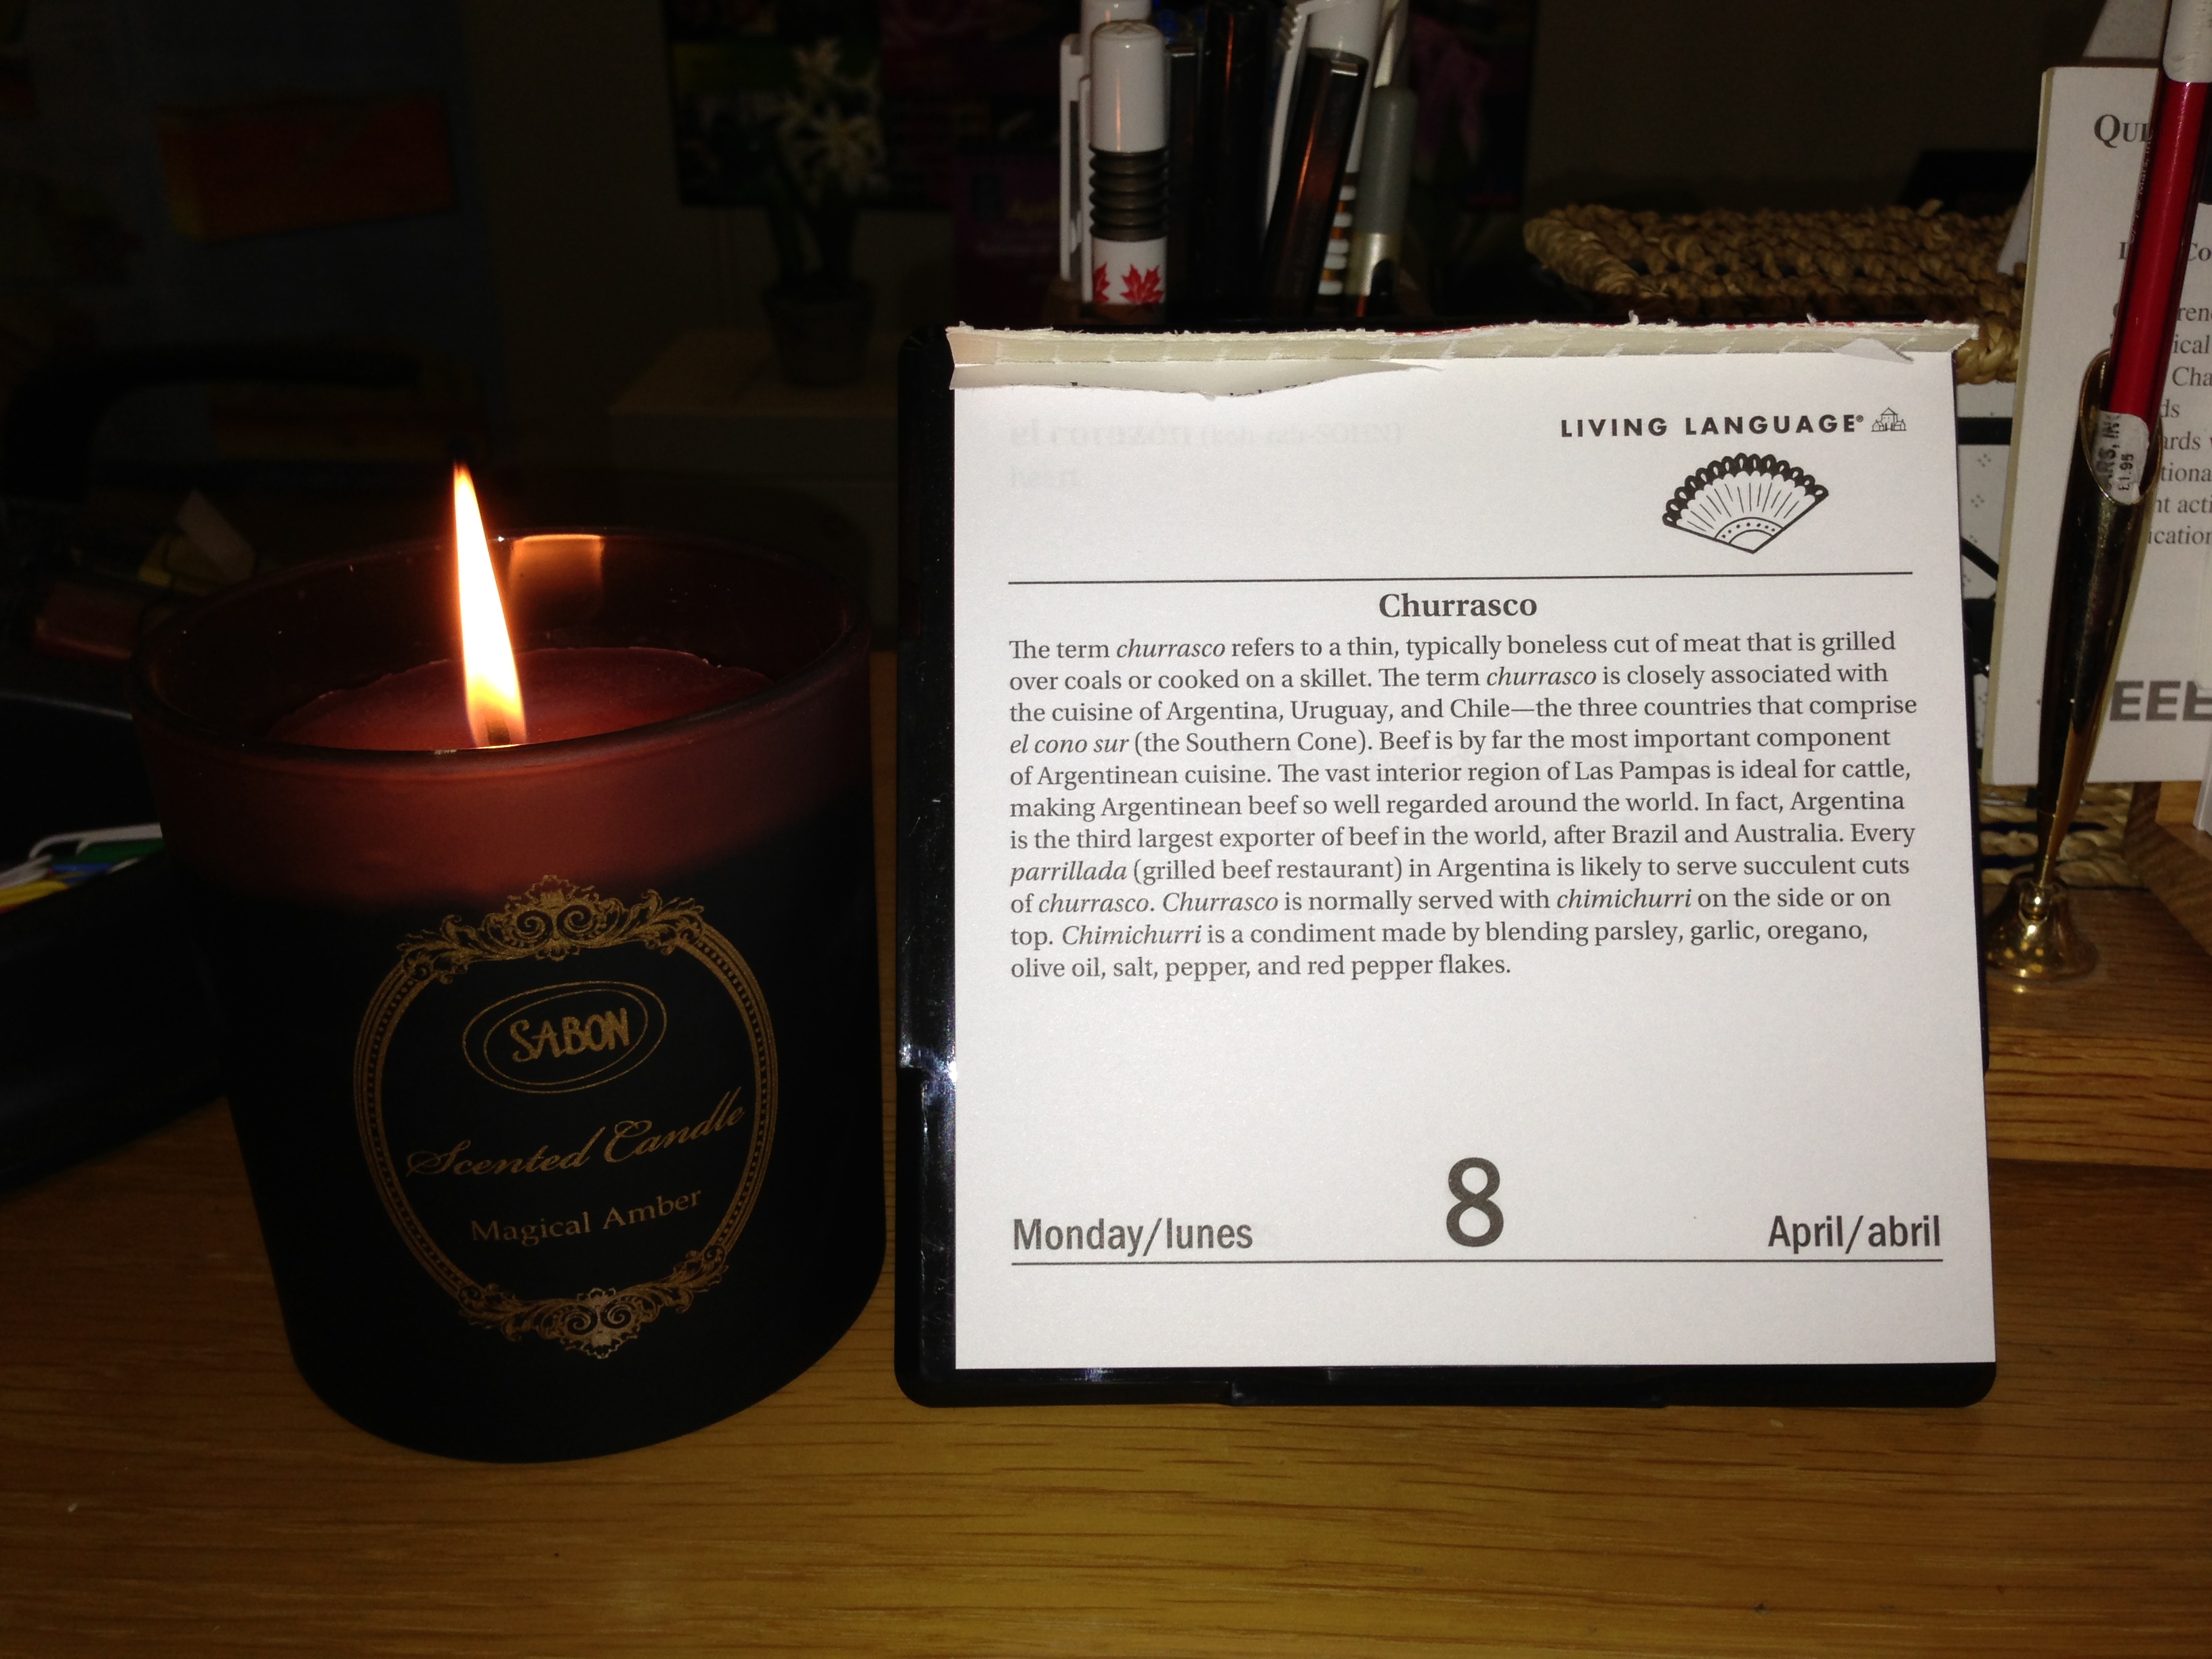 SABON
Scented Candle
Magical Amber
LIVING LANGUAGE®
Churrasco
The term churrasco refers to a thin, typically boneless cut of meat that is grilled
over coals or cooked on a skillet. The term churrasco is closely associated with
the cuisine of Argentina, Uruguay, and Chile—the three countries that comprise
el cono sur (the Southern Cone). Beef is by far the most important component
of Argentinean cuisine. The vast interior region of Las Pampas is ideal for cattle,
making Argentinean beef so well regarded around the world. In fact, Argentina
is the third largest exporter of beef in the world, after Brazil and Australia. Every
parrillada (grilled beef restaurant) in Argentina is likely to serve succulent cuts
of churrasco. Churrasco is normally served with chimichurri on the side or on
top. Chimichurri is a condiment made by blending parsley, garlic, oregano,
olive oil, salt, pepper, and red pepper flakes.
Monday/lunes 8 April/abril
£1.95